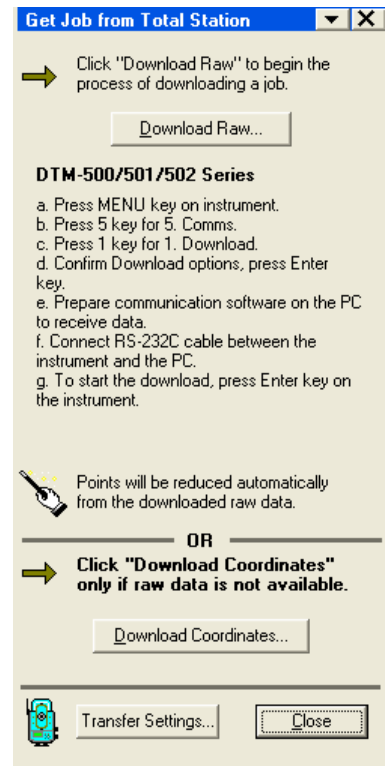 Get Job from Total Station
Click "Download Raw" to begin the
process of downloading a job.
Download Raw...
DTM-500/501/502 Series
a. Press MENU key on instrument.
b. Press 5 key for 5. Comms.
c. Press 1 key for 1. Download.
d. Confirm Download options, press Enter
key.
e. Prepare communication software on the PC
to receive data.
f. Connect RS-232C cable between the
instrument and the PC.
g. To start the download, press Enter key on
the instrument.
Points will be reduced automatically
from the downloaded raw data.
OR
Click "Download Coordinates"
only if raw data is not available.
Download Coordinates...
Transfer Settings...
Close